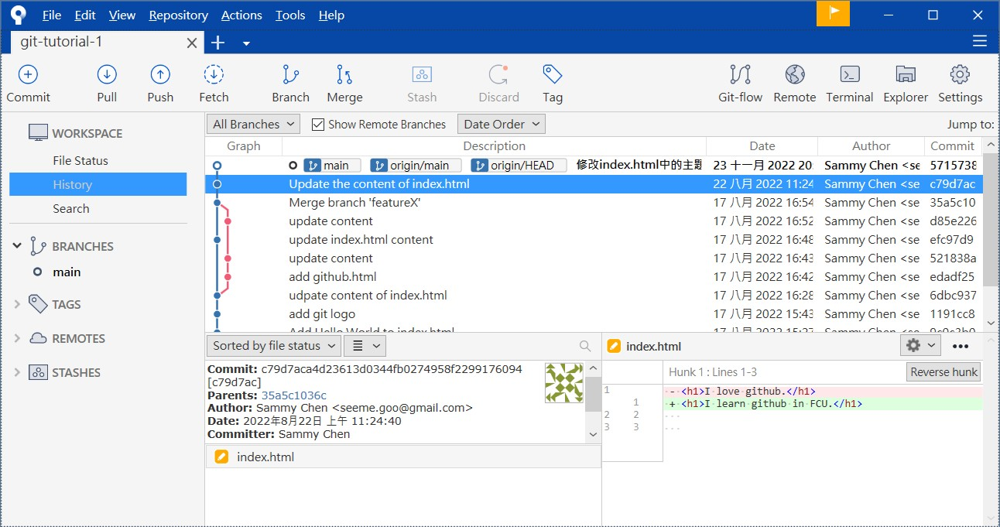 File Edit View Repository Actions Tools Help
git-tutorial-1
Commit Pull Push Fetch Branch Merge Stash Discard Tag Git-flow Remote Terminal Explorer Settings
WORKSPACE
File Status
History
Search
BRANCHES
main
TAGS
REMOTES
STASHES
All Branches Show Remote Branches Date Order Jump to:
Graph Description Date Author Commit
main origin/main origin/HEAD 修改index.html中的主題 23 十一月 2022 20: Sammy Chen <se 5715738
Update the content of index.html 22 八月 2022 11:24 Sammy Chen <se c79d7ac
Merge branch 'featureX' 17 八月 2022 16:54 Sammy Chen <se 35a5c10
update content 17 八月 2022 16:52 Sammy Chen <se d85e226
update index.html content 17 八月 2022 16:48 Sammy Chen <se efc97d9
update content 17 八月 2022 16:43 Sammy Chen <se 521838a
add github.html 17 八月 2022 16:42 Sammy Chen <se edadf25
udpate content of index.html 17 八月 2022 16:28 Sammy Chen <se 6dbc937
add git logo 17 八月 2022 15:43 Sammy Chen <se 1191cc8
Add Hello World to index.html 17 八月 2022 Sammy Chen <se
Sorted by file status
Commit: c79d7aca4d23613d0344fb0274958f2299176094
[c79d7ac]
Parents: 35a5c1036c
Author: Sammy Chen <seeme.goo@gmail.com>
Date: 2022年8月22日 上午 11:24:40
Committer: Sammy Chen
index.html
index.html
Hunk 1 : Lines 1-3 Reverse hunk
1 - <h1>I love github.</h1>
1 + <h1>I learn github in FCU.</h1>
2 2
3 3